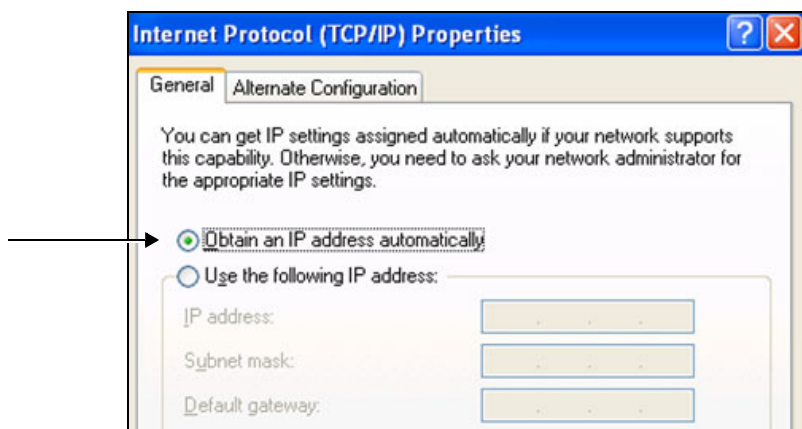 Internet Protocol (TCP/IP) Properties
General
Alternate Configuration
You can get IP settings assigned automatically if your network supports
this capability. Otherwise, you need to ask your network administrator for
the appropriate IP settings.
Obtain an IP address automatically
Use the following IP address:
IP address:
Subnet mask:
Default gateway: